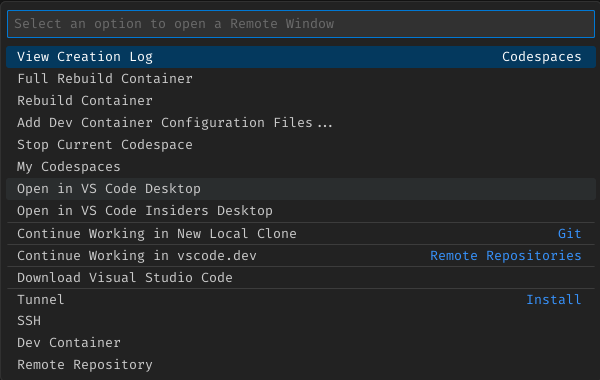 Select an option to open a Remote Window
View Creation Log Codespaces
Full Rebuild Container
Rebuild Container
Add Dev Container Configuration Files...
Stop Current Codespace
My Codespaces
Open in VS Code Desktop
Open in VS Code Insiders Desktop
Continue Working in New Local Clone Git
Continue Working in vscode.dev Remote Repositories
Download Visual Studio Code
Tunnel Install
SSH
Dev Container
Remote Repository